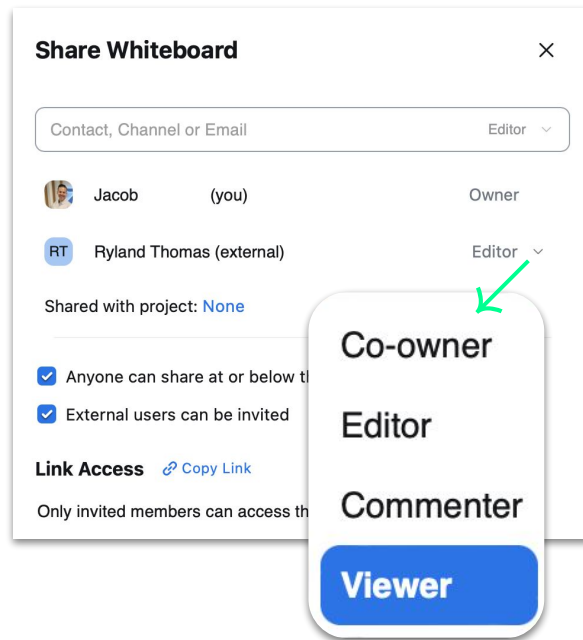 Share Whiteboard
Contact, Channel or Email Editor
Jacob (you) Owner
RT Ryland Thomas (external) Editor
Shared with project: None
Co-owner
Anyone can share at or below
External users can be invited
Editor
Link Access Copy Link
Commenter
Only invited members can access
Viewer